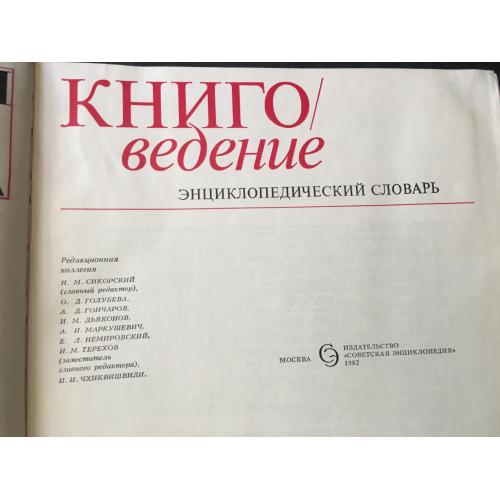 КНИГО/
ведение
ЭНЦИКЛОПЕДИЧЕСКИЙ СЛОВАРЬ
Редакционная
коллегия
Н. М. СИКОРСКИЙ
(главный редактор),
О. Д. ГОЛУБЕВА,
А. Д. ГОНЧАРОВ,
И. М. ДЬЯКОНОВ,
А. И. МАРКУШЕВИЧ,
Е. Л. НЕМИРОВСКИЙ,
И. М. ТЕРЕХОВ
(заместитель
главного редактора),
И. И. ЧХИКВИШВИЛИ.
МОСКВА
ИЗДАТЕЛЬСТВО
«СОВЕТСКАЯ ЭНЦИКЛОПЕДИЯ»
1982